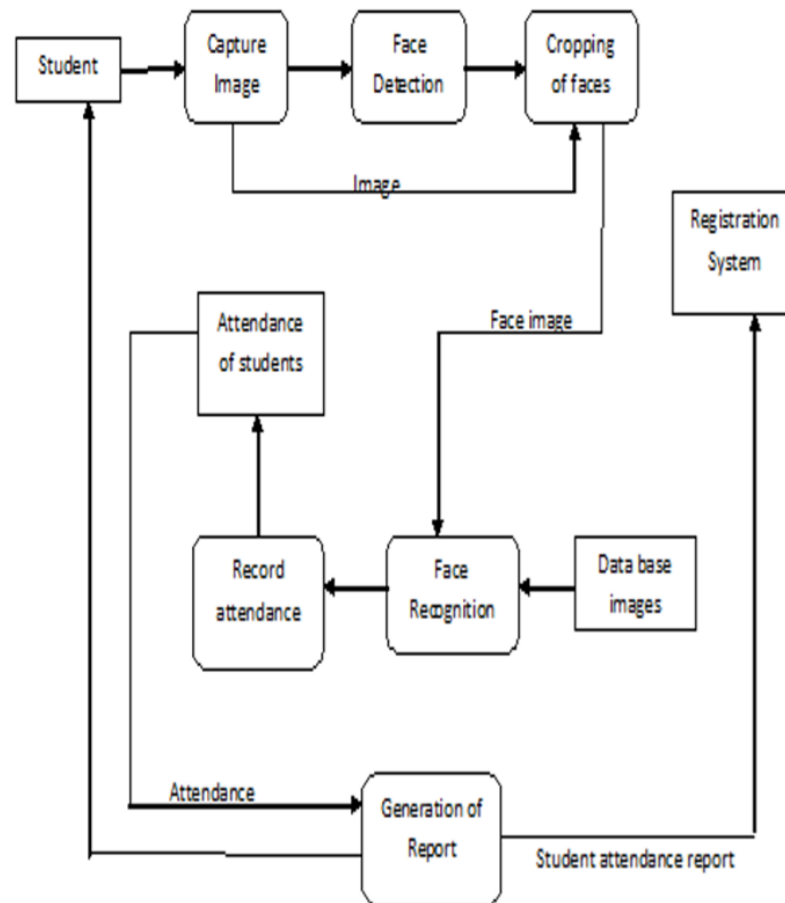 Student
Capture
Image
Face
Detection
Cropping
of faces
Image
Registration
System
Attendance
of students
Face image
Record
attendance
Face
Recognition
Data base
images
Attendance
Generation of
Report
Student attendance report